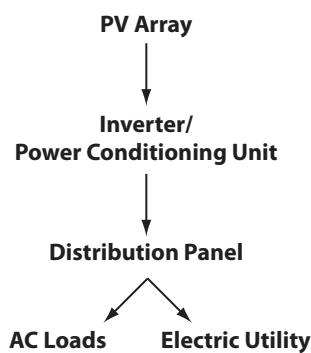 PV Array
Inverter/
Power Conditioning Unit
Distribution Panel
AC Loads
Electric Utility